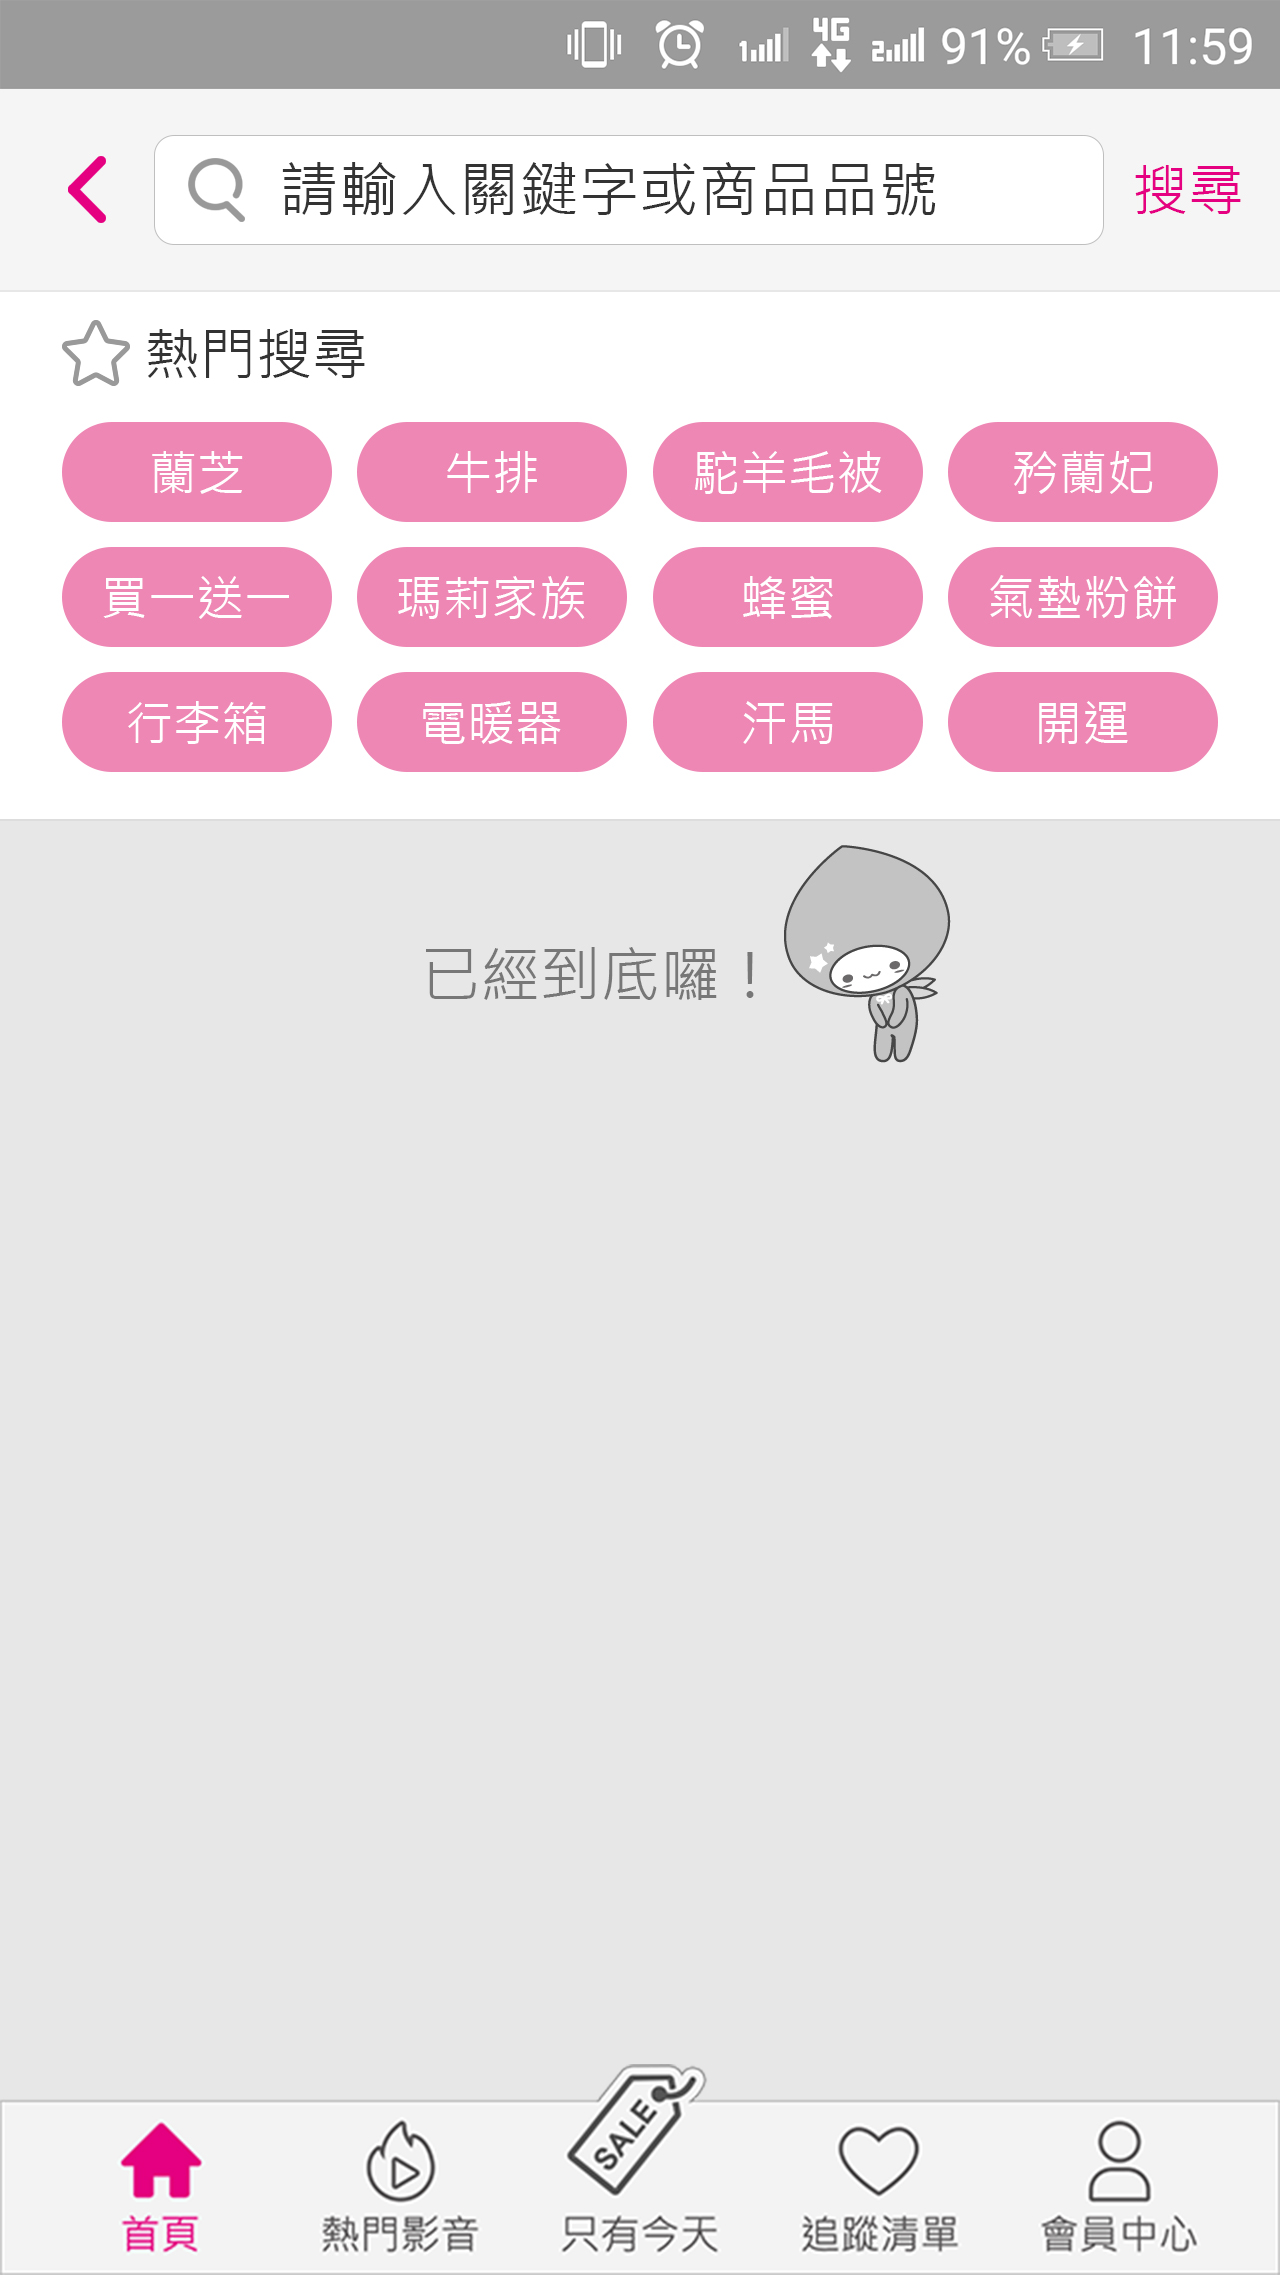 4G
1
2
91%
11:59
請輸入關鍵字或商品品號
搜尋
熱門搜尋
蘭芝
牛排
駝羊毛被
矜蘭妃
買一送一
瑪莉家族
蜂蜜
氣墊粉餅
行李箱
電暖器
汗馬
開運
已經到底囉！
SALE
首頁
熱門影音
只有今天
追蹤清單
會員中心